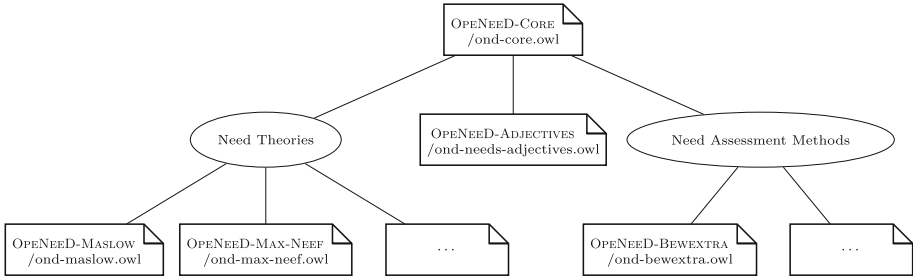 OPENEED-CORE
/ond-core.owl
Need Theories
OPENEED-ADJECTIVES
/ond-needs-adjectives.owl
Need Assessment Methods
OPENEED-MASLOW
/ond-maslow.owl
OPENEED-MAX-NEEF
/ond-max-neef.owl
...
OPENEED-BEWEXTRA
/ond-bewextra.owl
...